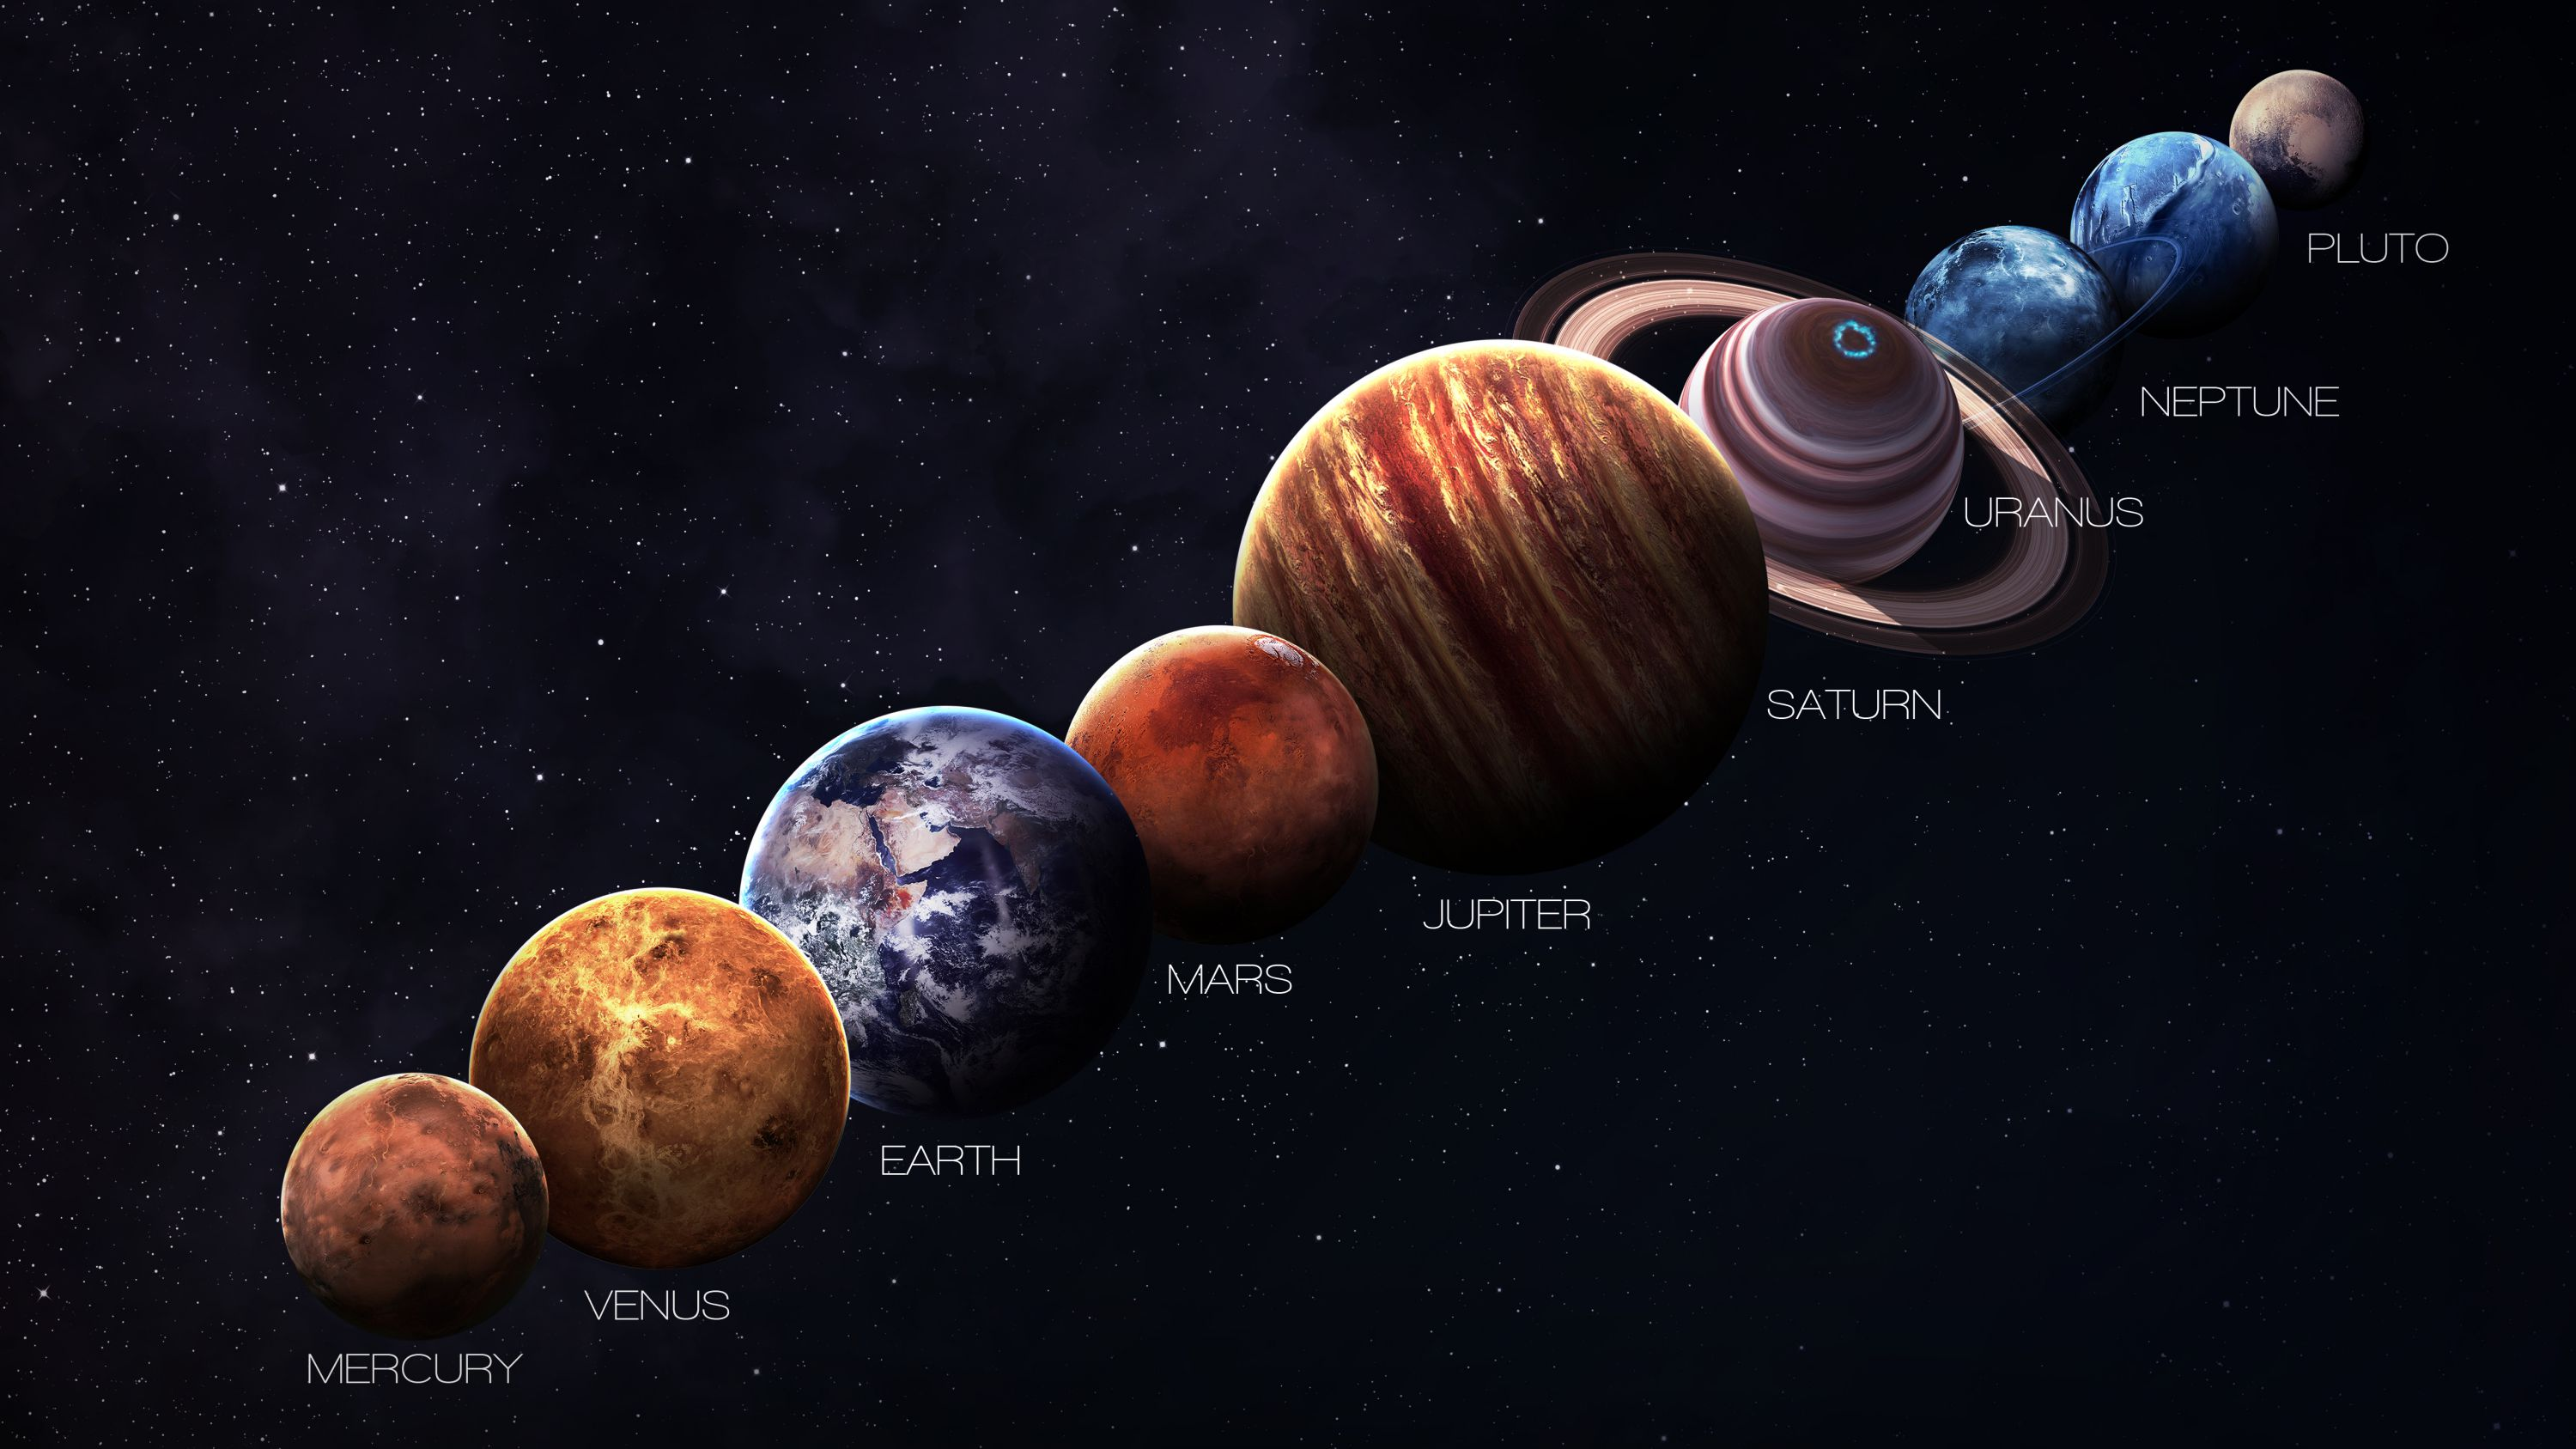 PLUTO
NEPTUNE
URANUS
SATURN
JUPITER
MARS
EARTH
VENUS
MERCURY